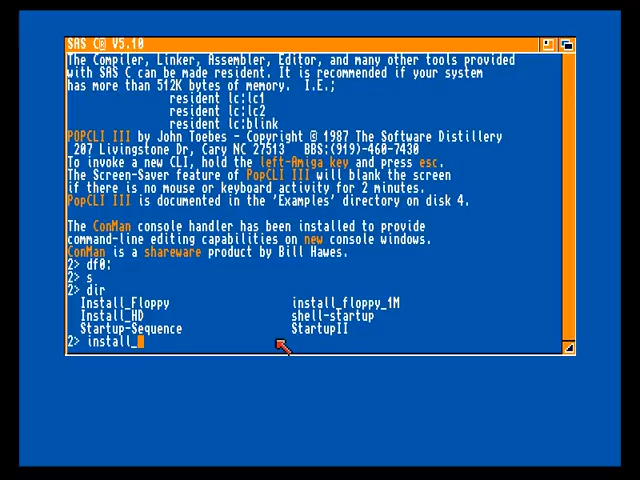 SAS C® V5.10
The Compiler, Linker, Assembler, Editor, and many other tools provided
with SAS C can be made resident. It is recommended if your system
has more than 512K bytes of memory. I.E.;
resident lc:lc1
resident lc:lc2
resident lc:blink
POPCLI III by John Toebes - Copyright © 1987 The Software Distillery
207 Livingstone Dr, Cary NC 27513 BBS:(919)-460-7430
To invoke a new CLI, hold the left-Amiga key and press esc.
The Screen-Saver feature of PopCLI III will blank the screen
if there is no mouse or keyboard activity for 2 minutes.
PopCLI III is documented in the 'Examples' directory on disk 4.
The ConMan console handler has been installed to provide
command-line editing capabilities on new console windows.
ConMan is a shareware product by Bill Hawes.
2> df0:
2> s
2> dir
Install_Floppy install_floppy_1M
Install_HD shell-startup
Startup-Sequence StartupII
2> install_